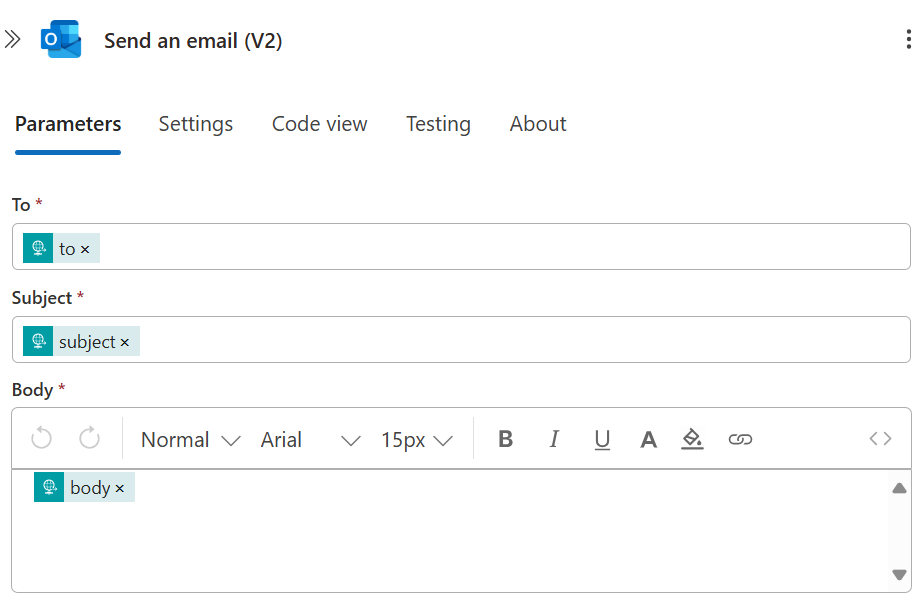 Send an email (V2)
Parameters Settings Code view Testing About
To *
to ×
Subject *
subject ×
Body *
Normal Arial 15px B I U A
body ×